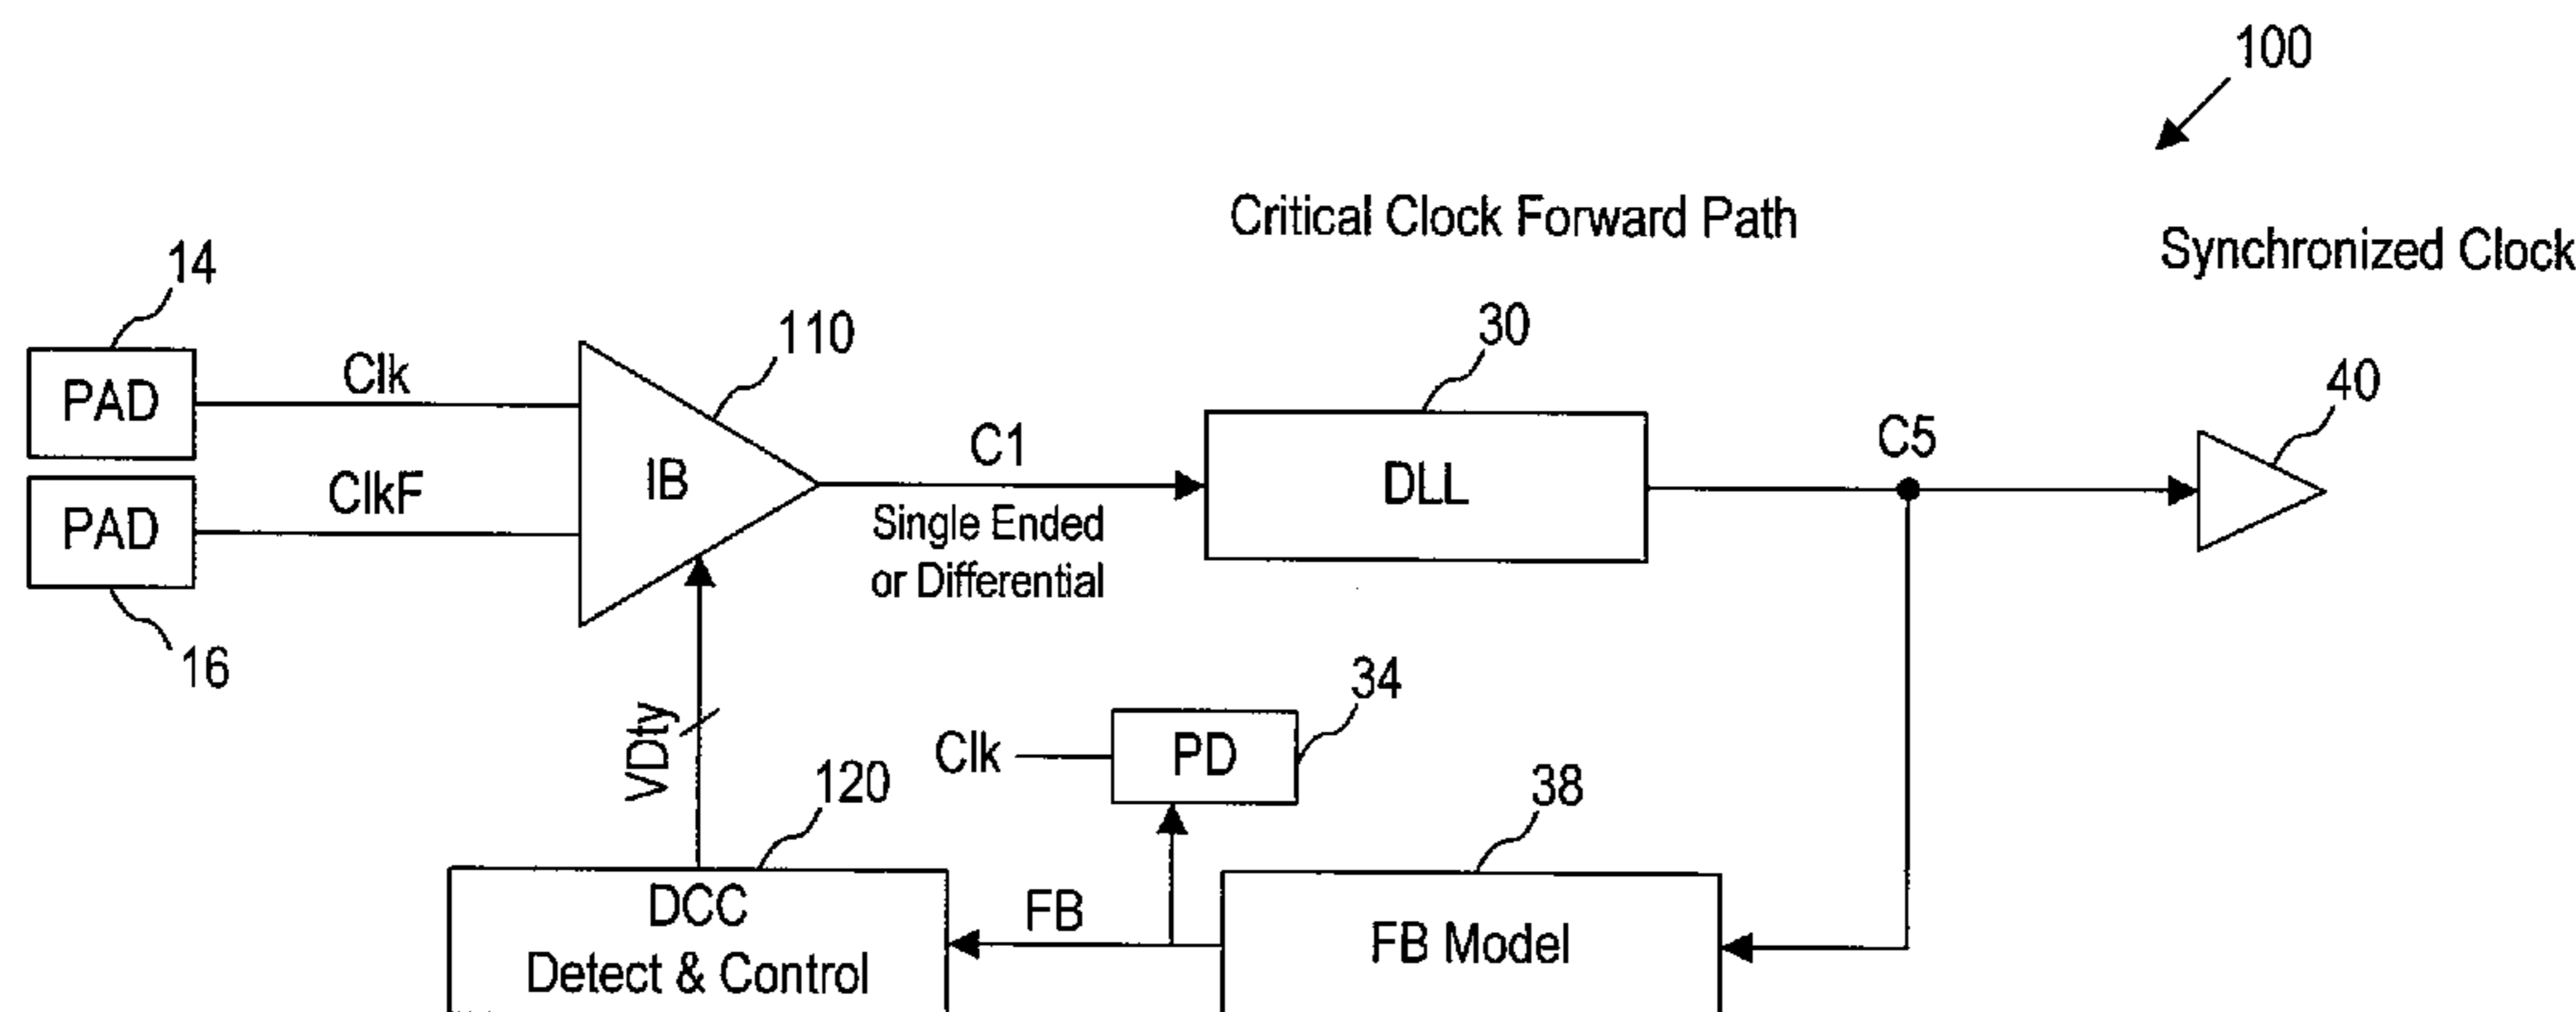 100
Critical Clock Forward Path
Synchronized Clock
14
110
30
40
PAD
Clk
IB
C1
DLL
C5
PAD
ClkF
Single Ended
or Differential
16
VDty
Clk
PD
34
120
38
DCC
Detect & Control
FB
FB Model